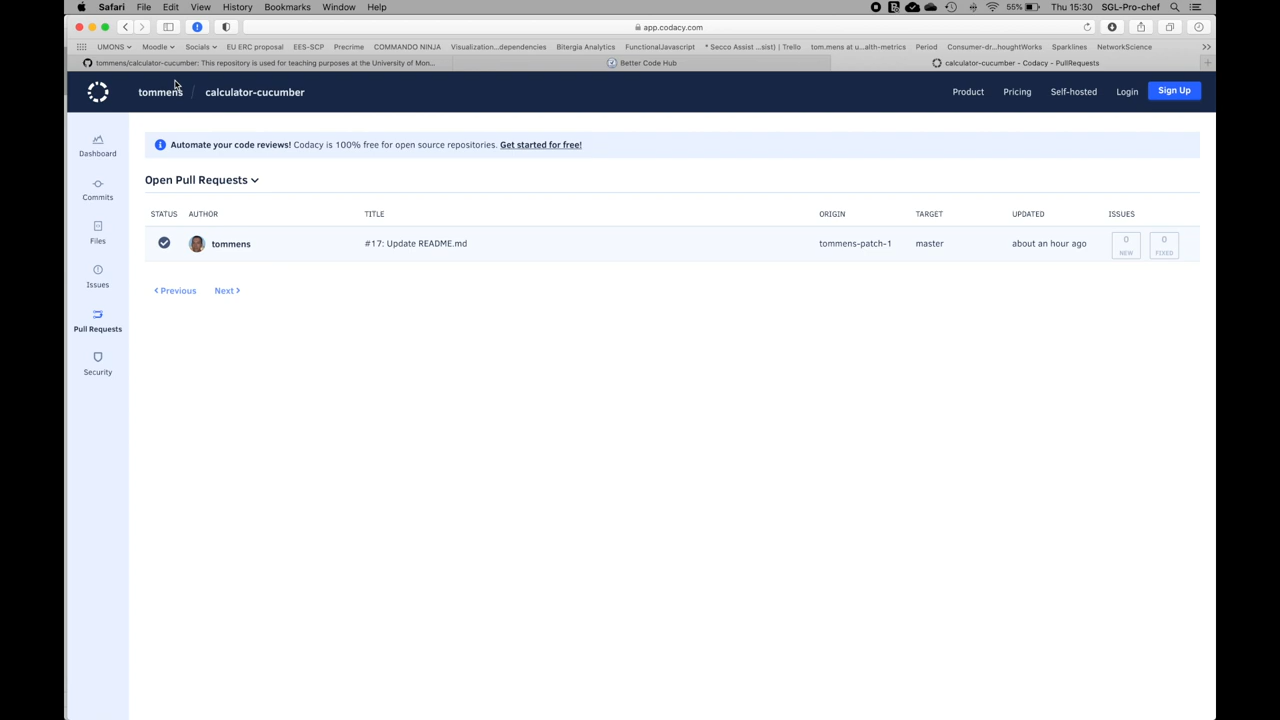 Safari File Edit View History Bookmarks Window Help 55% Thu 15:30 SGL-Pro-chef
app.codacy.com
UMONS Moodle Socials EU ERC proposal EES-SCP Precrime COMMANDO NINJA Visualization...dependencies Bitergia Analytics FunctionalJavascript * Secco Assist ...sist) | Trello tom.mens at u...alth-metrics Period Consumer-dr...houghtWorks Sparklines NetworkScience
tommens/calculator-cucumber: This repository is used for teaching purposes at the University of Mon... Better Code Hub calculator-cucumber - Codacy - PullRequests
tommens / calculator-cucumber Product Pricing Self-hosted Login Sign Up
Dashboard
Commits
Files
Issues
Pull Requests
Security
Automate your code reviews! Codacy is 100% free for open source repositories. Get started for free!
Open Pull Requests
STATUS AUTHOR TITLE ORIGIN TARGET UPDATED ISSUES
tommens #17: Update README.md tommens-patch-1 master about an hour ago 0 NEW 0 FIXED
Previous Next